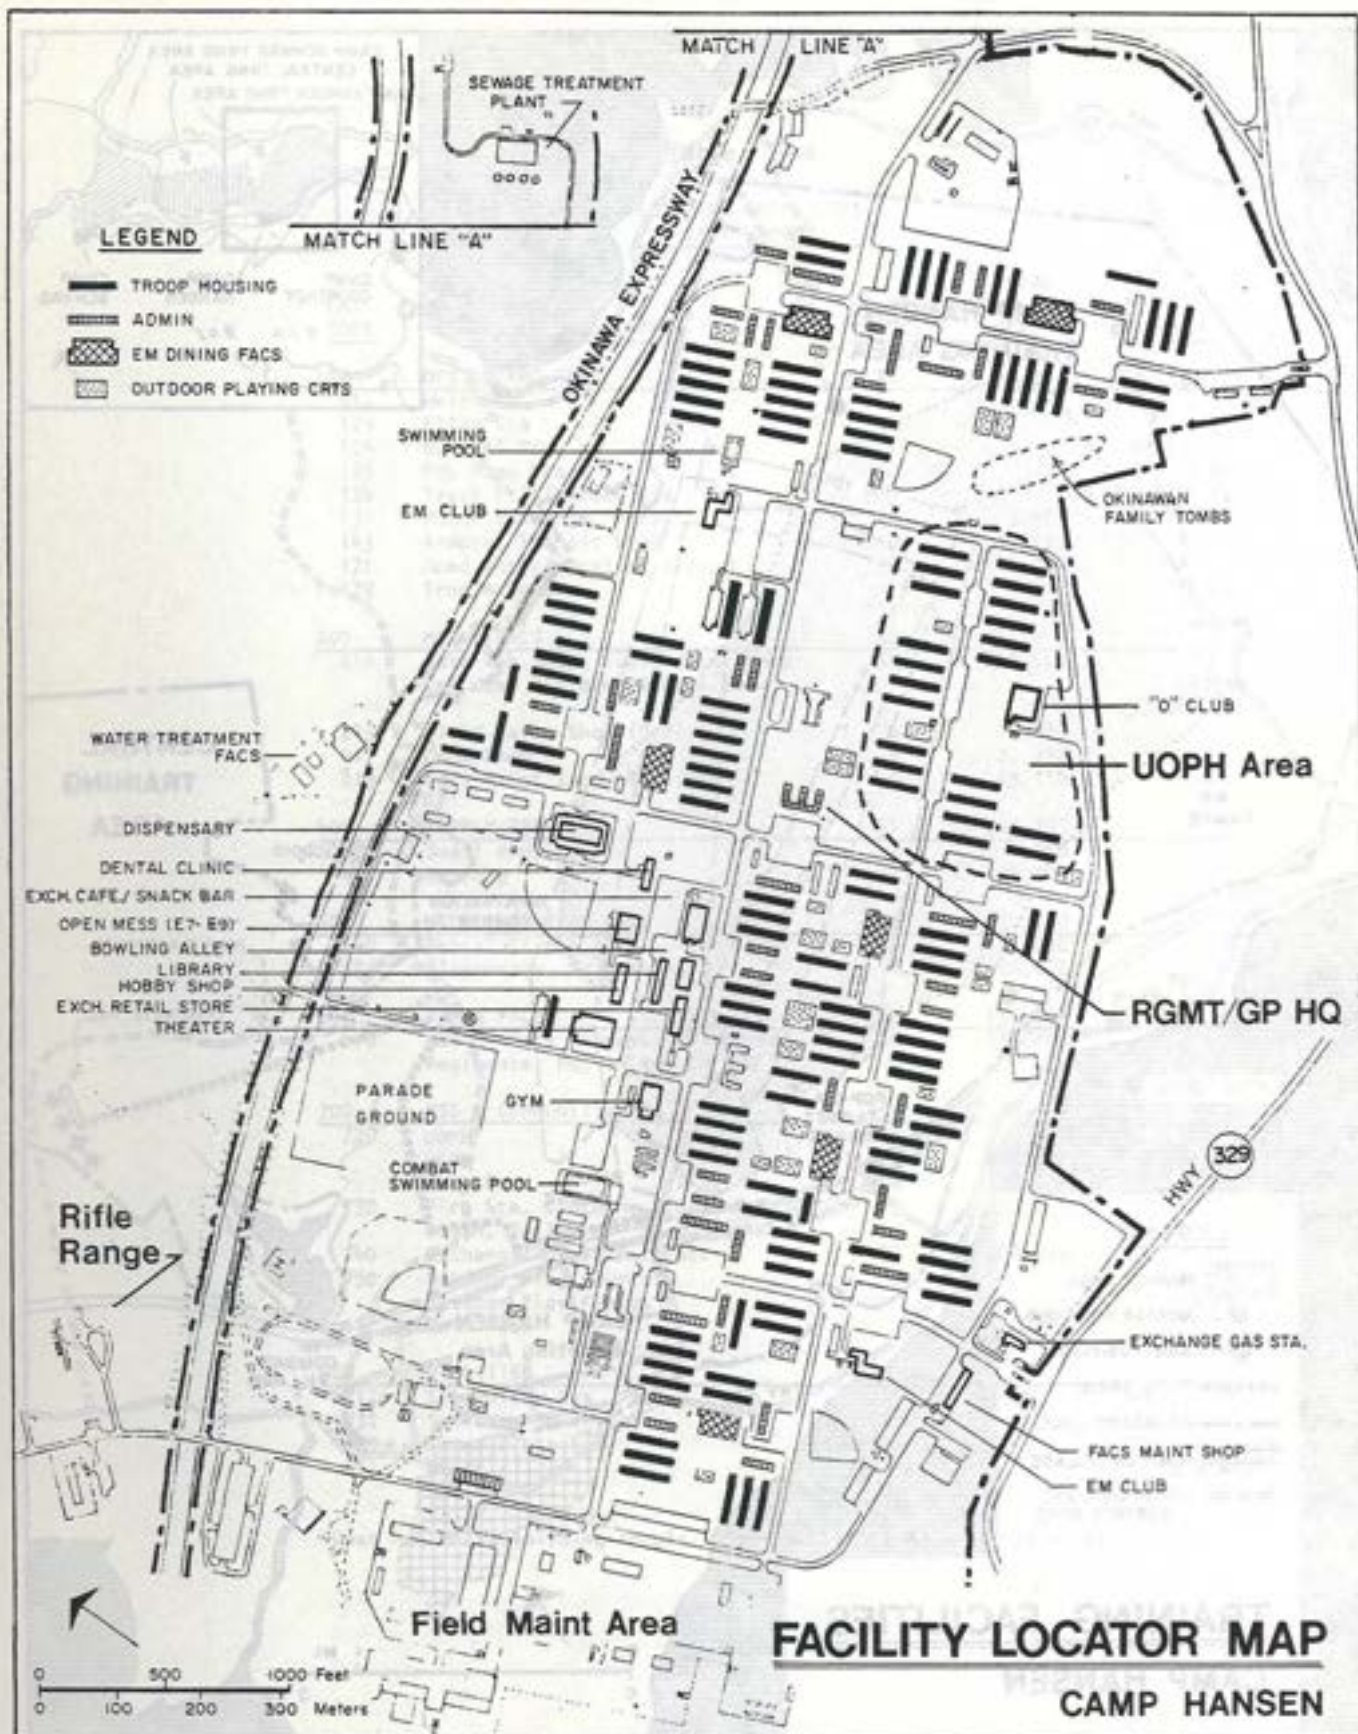 MATCH LINE "A"
SEWAGE TREATMENT
PLANT
MATCH LINE "A"
OKINAWA EXPRESSWAY
LEGEND
TROOP HOUSING
ADMIN
EM DINING FACS
OUTDOOR PLAYING CRTS
SWIMMING
POOL
EM CLUB
OKINAWAN
FAMILY TOMBS
"O" CLUB
UOPH Area
WATER TREATMENT
FACS
DISPENSARY
DENTAL CLINIC
EXCH. CAFE./ SNACK BAR
OPEN MESS (E7-E9)
BOWLING ALLEY
LIBRARY
HOBBY SHOP
EXCH. RETAIL STORE
THEATER
RGMT/GP HQ
PARADE
GROUND
GYM
COMBAT
SWIMMING POOL
HWY 329
Rifle
Range
EXCHANGE GAS STA.
FACS MAINT SHOP
EM CLUB
Field Maint Area
0 500 1000 Feet
0 100 200 300 Meters
FACILITY LOCATOR MAP
CAMP HANSEN